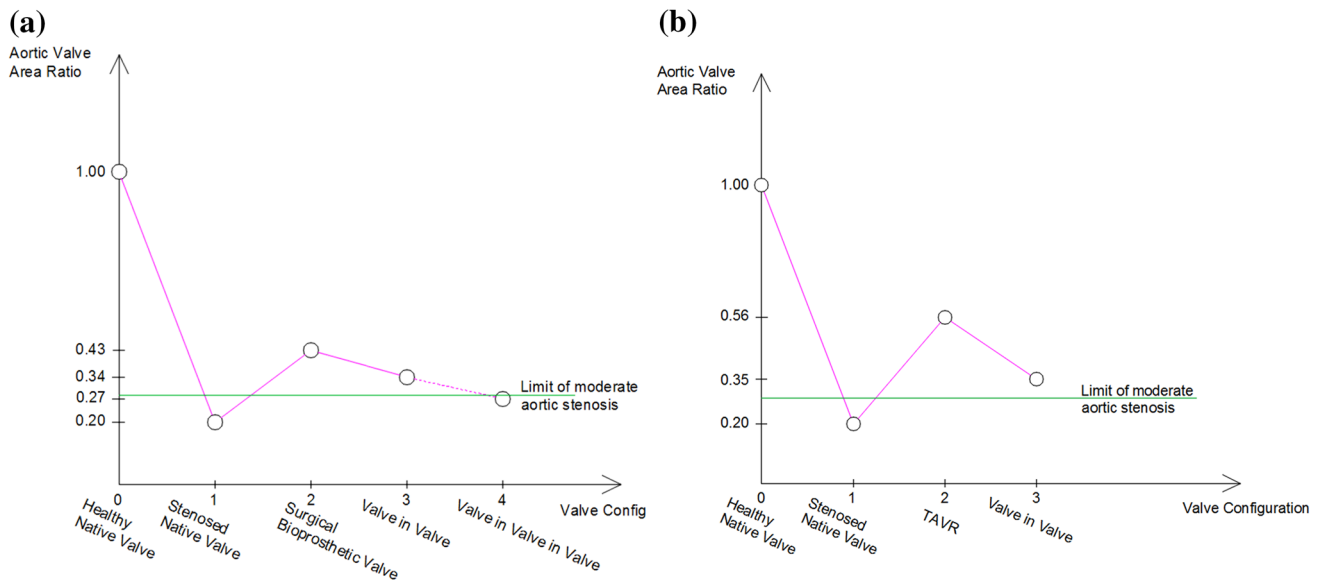 (a)
Aortic Valve
Area Ratio
1.00
0.43
0.34
0.27
0.20
Limit of moderate
aortic stenosis
0
1
2
3
4
Healthy
Native Valve
Stenosed
Native Valve
Surgical
Bioprosthetic Valve
Valve in Valve
Valve in Valve in Valve
Valve Config
(b)
Aortic Valve
Area Ratio
1.00
0.56
0.35
0.20
Limit of moderate
aortic stenosis
0
1
2
3
Healthy
Native Valve
Stenosed
Native Valve
TAVR
Valve in Valve
Valve Configuration